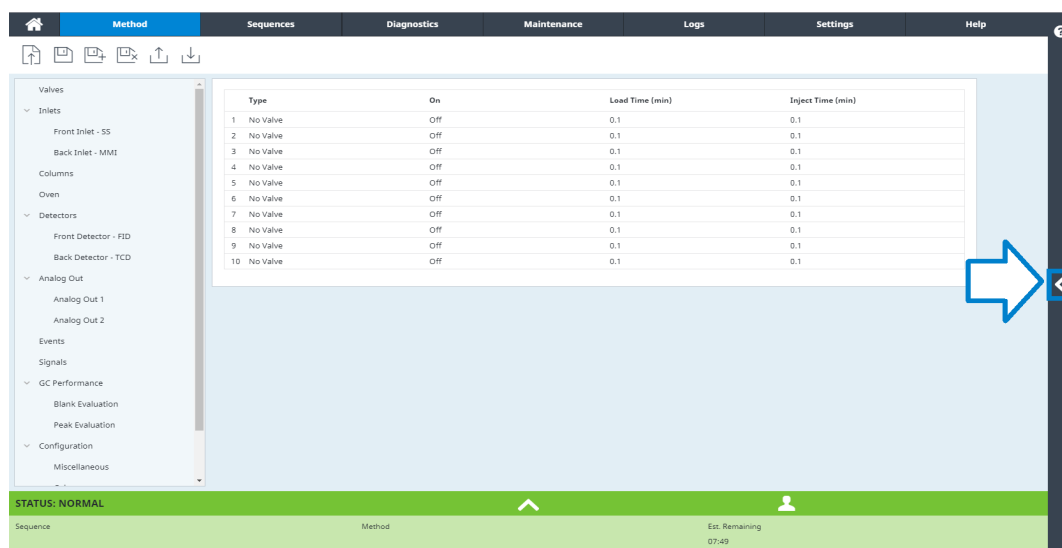 Method Sequences Diagnostics Maintenance Logs Settings Help
?
Valves
Inlets
Front Inlet - SS
Back Inlet - MMI
Columns
Oven
Detectors
Front Detector - FID
Back Detector - TCD
Analog Out
Analog Out 1
Analog Out 2
Events
Signals
GC Performance
Blank Evaluation
Peak Evaluation
Configuration
Miscellaneous
Type On Load Time (min) Inject Time (min)
1 No Valve Off 0.1 0.1
2 No Valve Off 0.1 0.1
3 No Valve Off 0.1 0.1
4 No Valve Off 0.1 0.1
5 No Valve Off 0.1 0.1
6 No Valve Off 0.1 0.1
7 No Valve Off 0.1 0.1
8 No Valve Off 0.1 0.1
9 No Valve Off 0.1 0.1
10 No Valve Off 0.1 0.1
STATUS: NORMAL
Sequence Method Est. Remaining
07:49